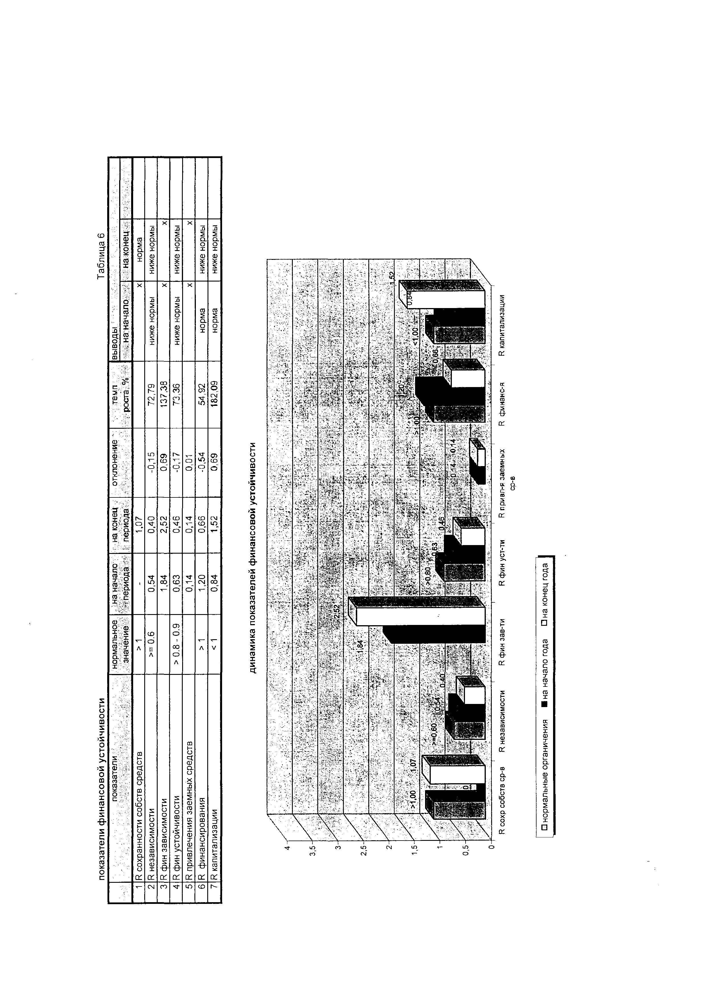 Таблица 6
показатели финансовой устойчивости
показатели нормальное значение на начало периода на конец периода отклонение темп роста, % выводы
на начало на конец
1 R сохранности собств средств > 1 - 1,07 x норма
2 R независимости >= 0.6 0,54 0,40 -0,15 72,79 ниже нормы ниже нормы
3 R фин зависимости 1,84 2,52 0,69 137,38 x x
4 R фин устойчивости > 0.8 - 0.9 0,63 0,46 -0,17 73,36 ниже нормы ниже нормы
5 R привлечения заемных средств 0,14 0,14 0,01 x x
6 R финансирования > 1 1,20 0,66 -0,54 54,92 норма ниже нормы
7 R капитализации < 1 0,84 1,52 0,69 182,09 норма ниже нормы
динамика показателей финансовой устойчивости
4
3,5
3
2,5
2
1,5
1
0,5
0
>1,00 0 1,07
>=0,60 0,54 0,40
1,84 2,52
>0,80 0,63 0,46
0,14 0,14
>1,00 1,20 0,66
<1,00 0,84 1,52
R сохр собств ср-в R независимости R фин зав-ти R фин уст-ти R привл-я заемных ср-в R финанс-я R капитализации
нормальные органичения на начало года на конец года